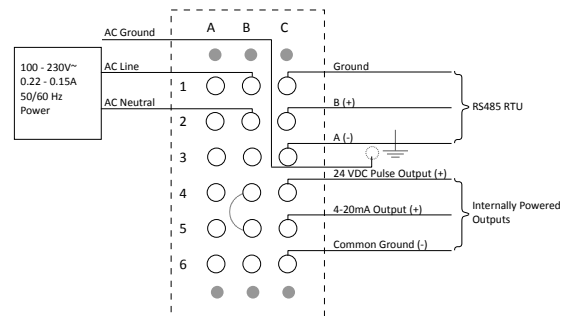 A B C
AC Ground
100 - 230V~
0.22 - 0.15A
50/60 Hz
Power
AC Line
AC Neutral
1
2
3
4
5
6
Ground
B (+)
A (-)
RS485 RTU
24 VDC Pulse Output (+)
4-20mA Output (+)
Common Ground (-)
Internally Powered
Outputs